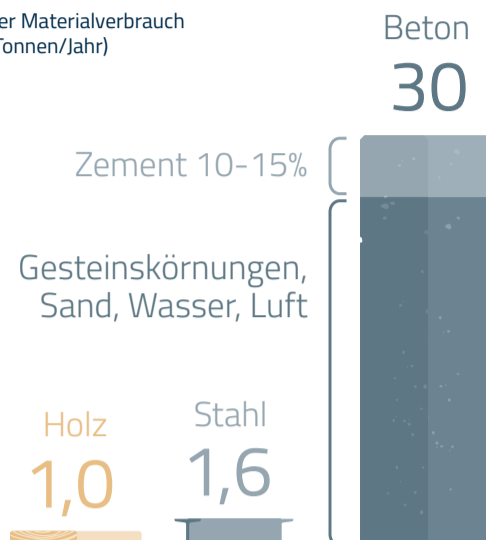 er Materialverbrauch
Tonnen/Jahr)
Beton
30
Zement 10-15%
Gesteinskörnungen,
Sand, Wasser, Luft
Holz
1,0
Stahl
1,6